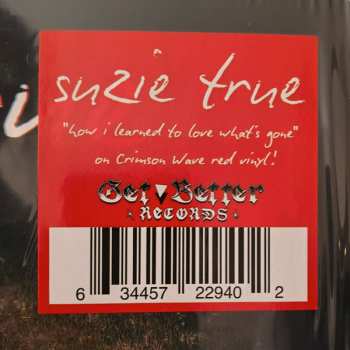 suzie true
"how i learned to love what's gone"
on Crimson Wave red vinyl!
Get Better
· RECORDS ·
6 34457 22940 2